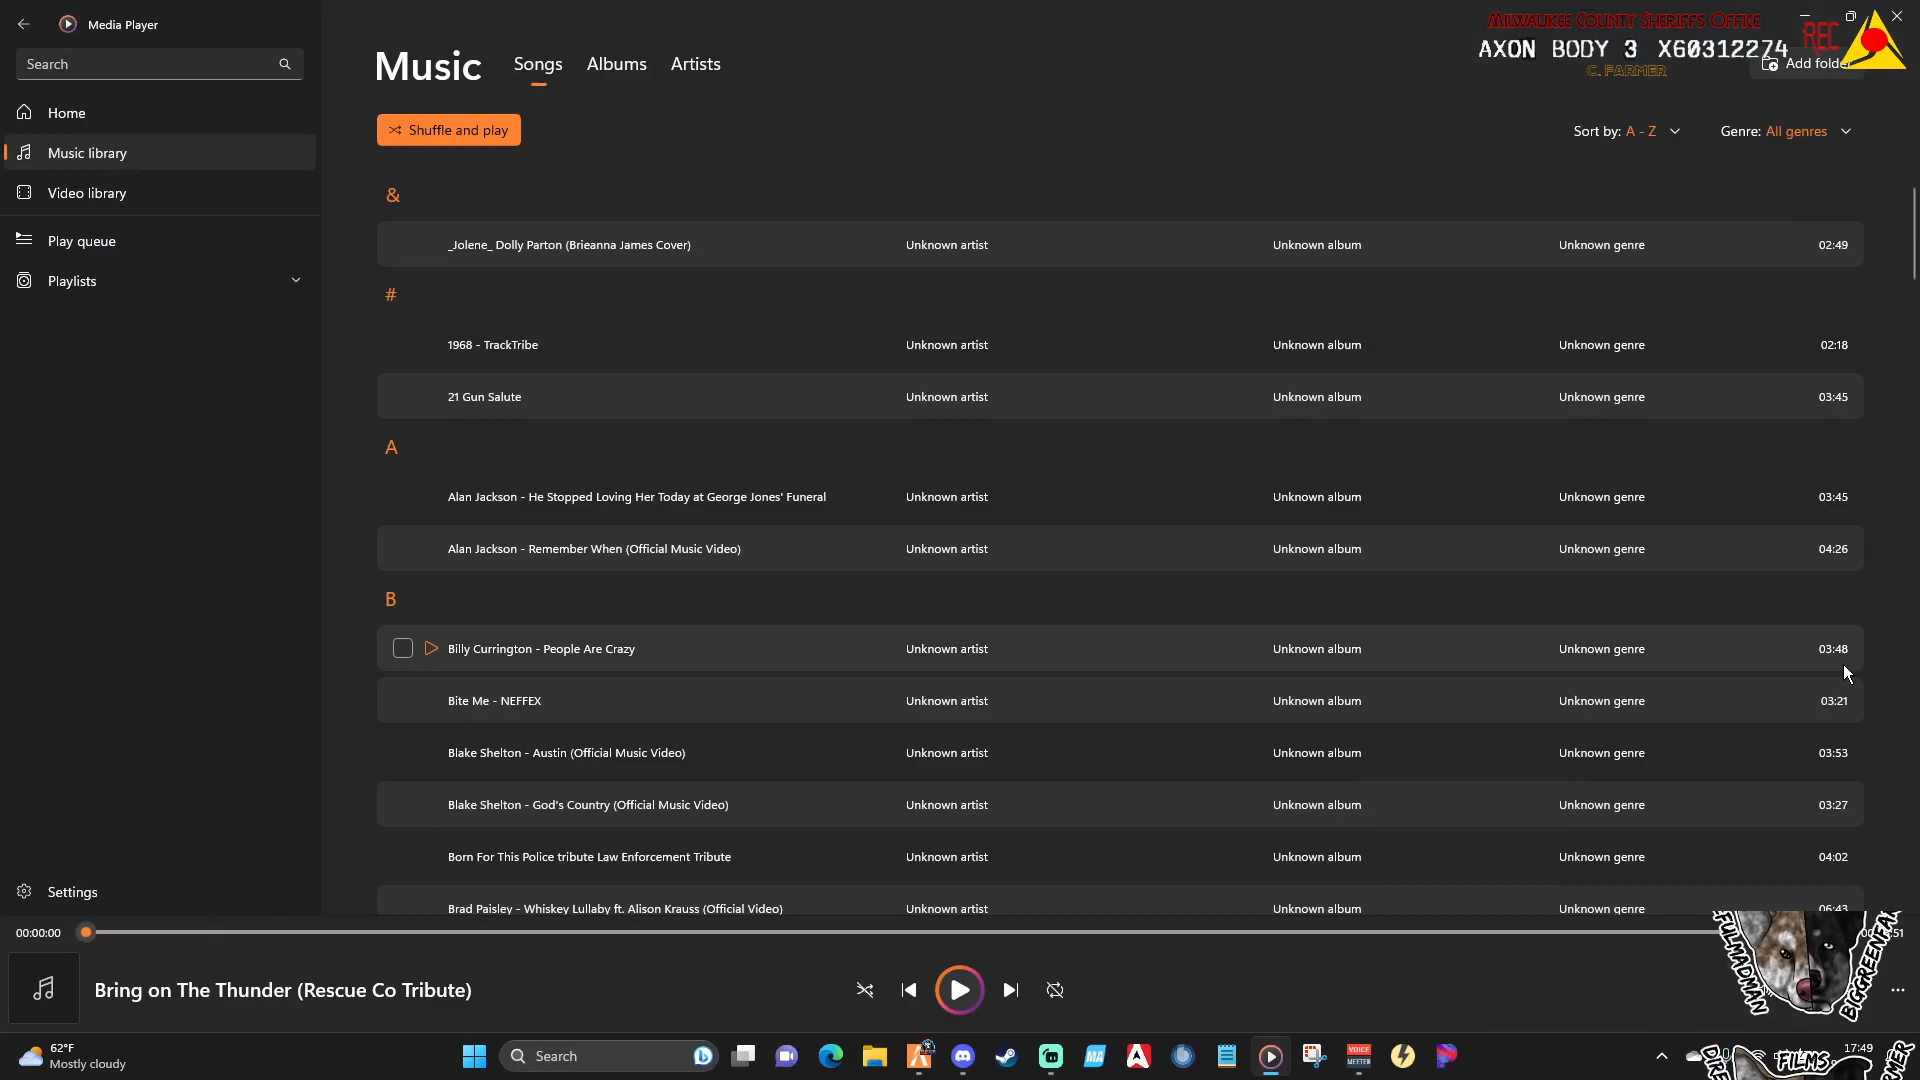 Media Player
Search
Home
Music library
Video library
Play queue
Playlists
Settings
MILWAUKEE COUNTY SHERIFFS OFFICE
AXON BODY 3 X60312274
C. FARMER
REC
Music Songs Albums Artists
Add folder
Shuffle and play
Sort by: A - Z
Genre: All genres
&
_Jolene_ Dolly Parton (Brieanna James Cover) Unknown artist Unknown album Unknown genre 02:49
#
1968 - TrackTribe Unknown artist Unknown album Unknown genre 02:18
21 Gun Salute Unknown artist Unknown album Unknown genre 03:45
A
Alan Jackson - He Stopped Loving Her Today at George Jones' Funeral Unknown artist Unknown album Unknown genre 03:45
Alan Jackson - Remember When (Official Music Video) Unknown artist Unknown album Unknown genre 04:26
B
Billy Currington - People Are Crazy Unknown artist Unknown album Unknown genre 03:48
Bite Me - NEFFEX Unknown artist Unknown album Unknown genre 03:21
Blake Shelton - Austin (Official Music Video) Unknown artist Unknown album Unknown genre 03:53
Blake Shelton - God's Country (Official Music Video) Unknown artist Unknown album Unknown genre 03:27
Born For This Police tribute Law Enforcement Tribute Unknown artist Unknown album Unknown genre 04:02
Brad Paisley - Whiskey Lullaby ft. Alison Krauss (Official Video) Unknown artist Unknown album Unknown genre 06:43
00:00:00
Bring on The Thunder (Rescue Co Tribute)
62°F
Mostly cloudy
Search
MA
VOICE
MEETER
17:49
FILMS